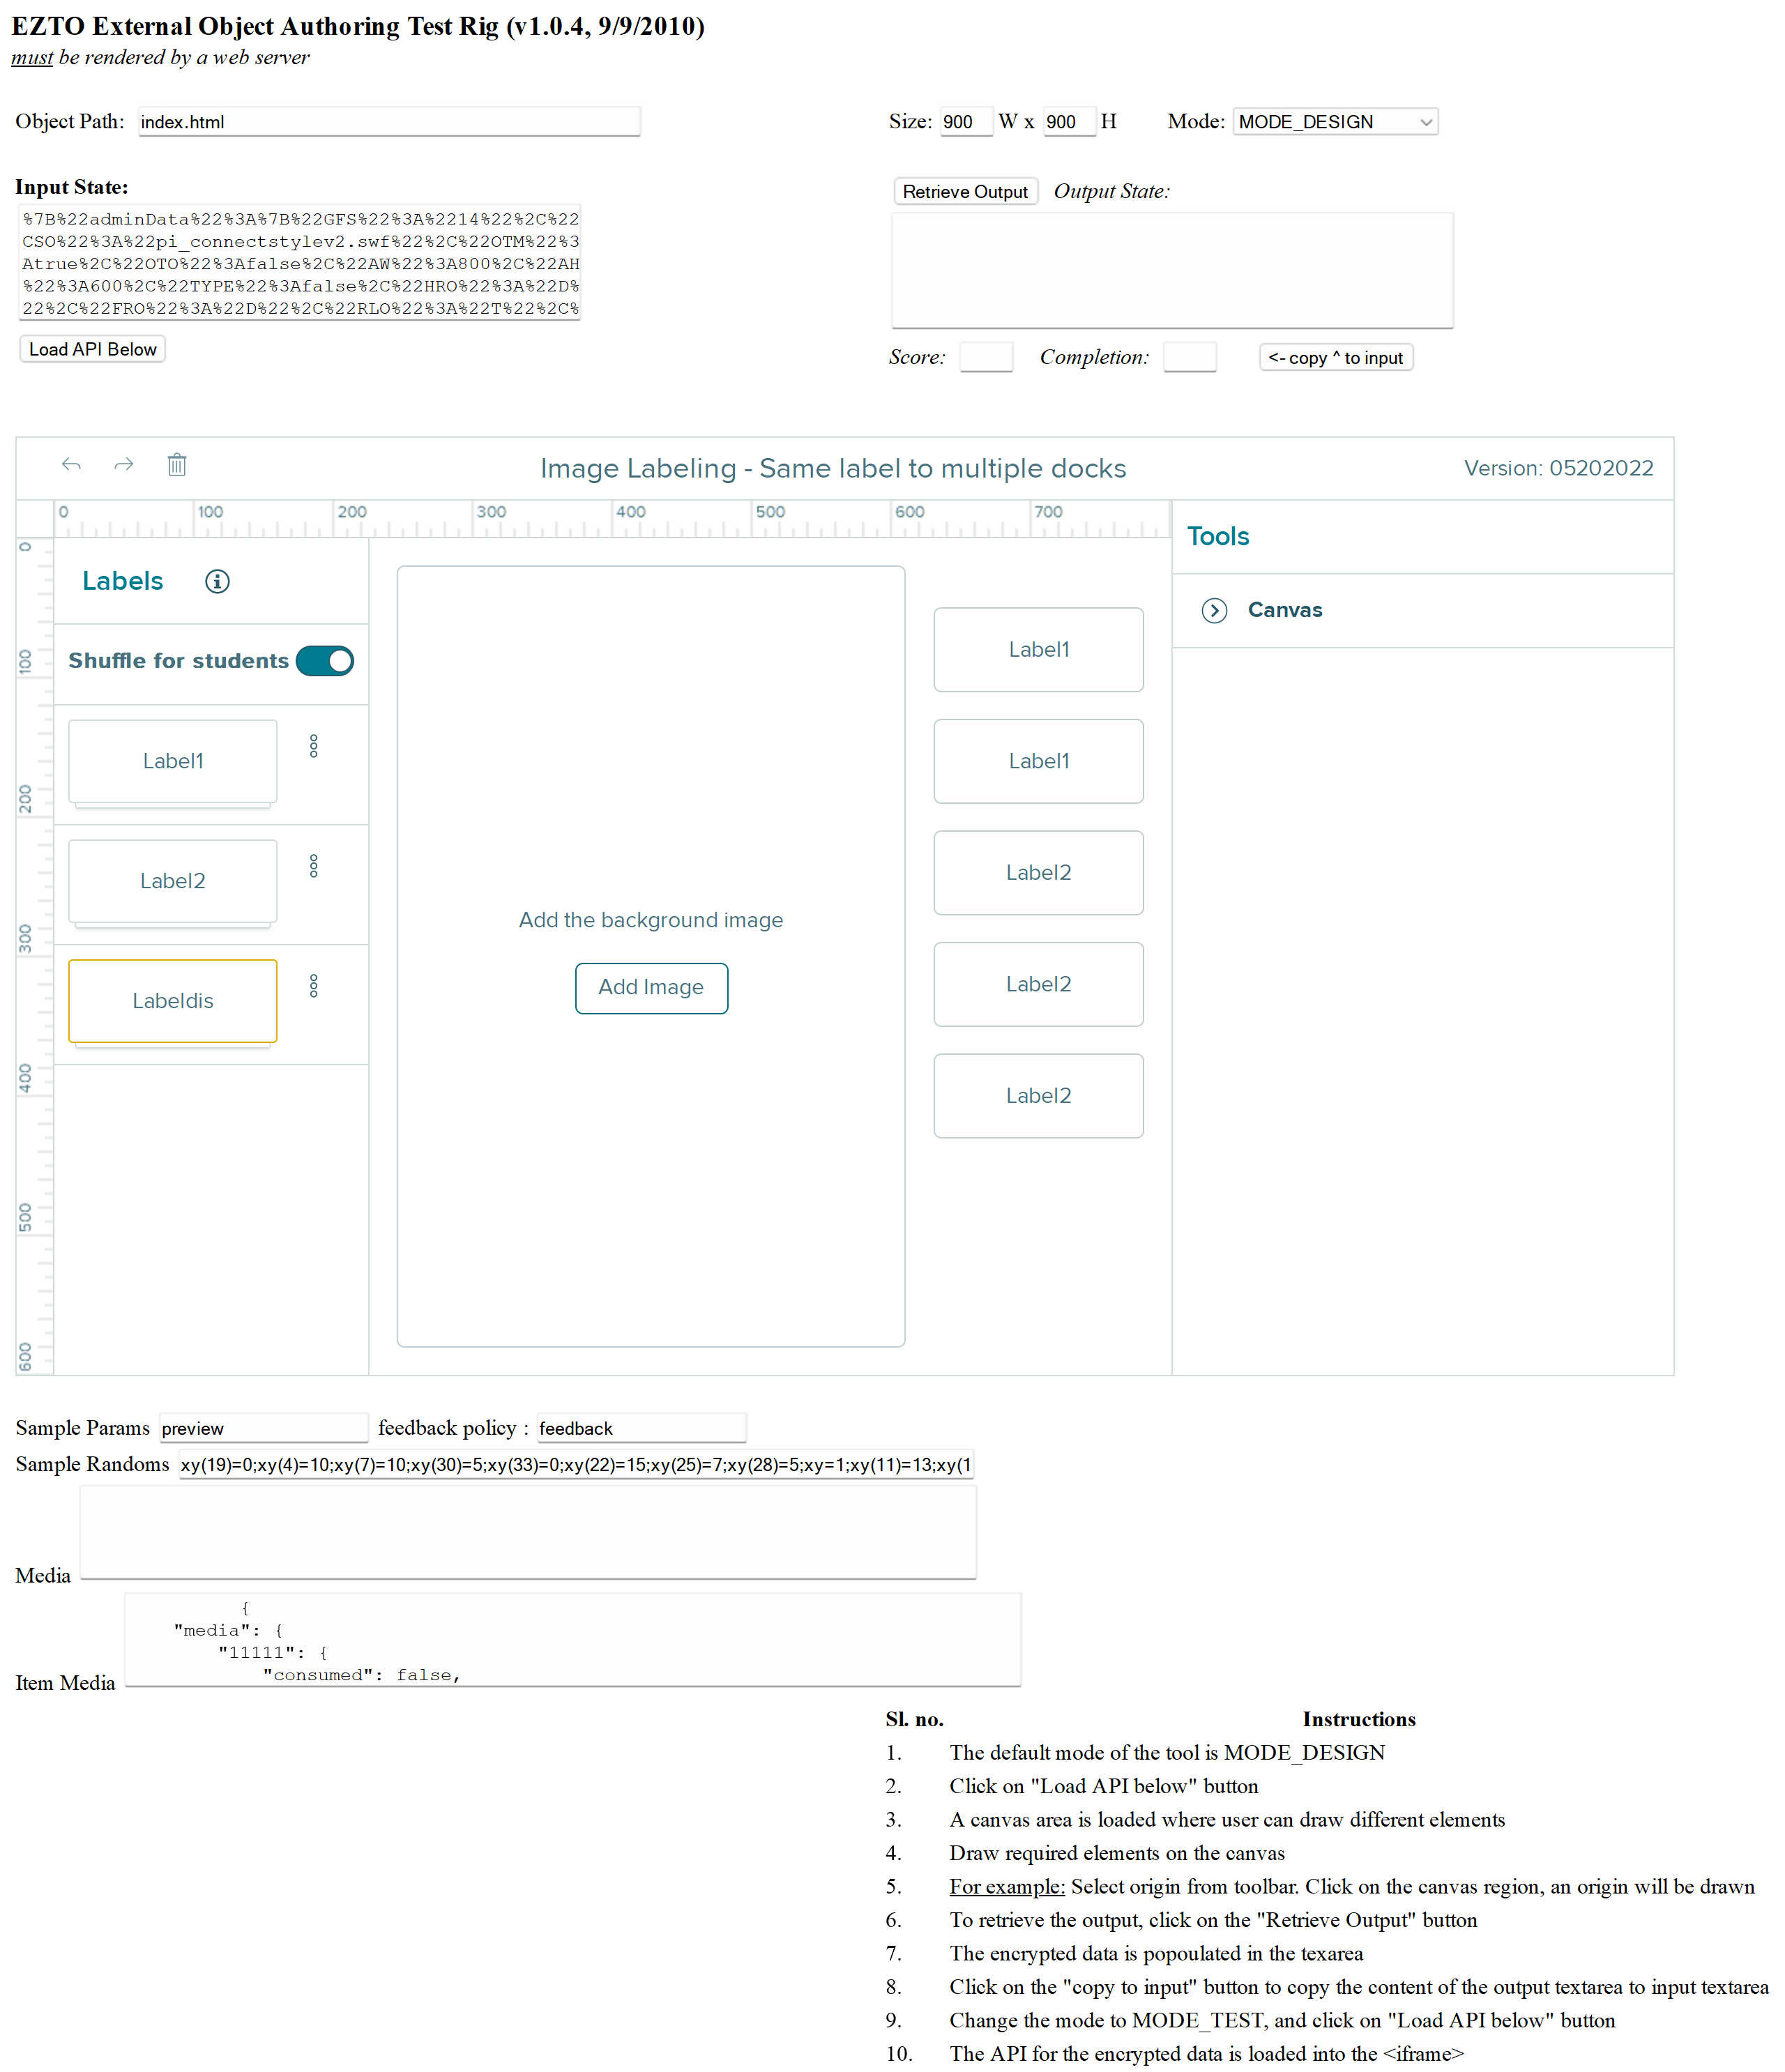 EZTO External Object Authoring Test Rig (v1.0.4, 9/9/2010)
must be rendered by a web server
Object Path: index.html
Size: 900 W x 900 H Mode: MODE_DESIGN
Input State:
%7B%22adminData%22%3A%7B%22GFS%22%3A%2214%22%2C%22
CSO%22%3A%22pi_connectstylev2.swf%22%2C%22OTM%22%3
Atrue%2C%22OTO%22%3Afalse%2C%22AW%22%3A800%2C%22AH
%22%3A600%2C%22TYPE%22%3Afalse%2C%22HRO%22%3A%22D%
22%2C%22FRO%22%3A%22D%22%2C%22RLO%22%3A%22T%22%2C%
Load API Below
Retrieve Output Output State:
Score: Completion: <- copy ^ to input
Image Labeling - Same label to multiple docks
Version: 05202022
0 100 200 300 400 500 600 700
0
100
200
300
400
500
600
Labels
Shuffle for students
Label1
Label2
Labeldis
Add the background image
Add Image
Label1
Label1
Label2
Label2
Label2
Tools
Canvas
Sample Params preview feedback policy : feedback
Sample Randoms xy(19)=0;xy(4)=10;xy(7)=10;xy(30)=5;xy(33)=0;xy(22)=15;xy(25)=7;xy(28)=5;xy=1;xy(11)=13;xy(1
Media
{
"media": {
"11111": {
"consumed": false,
Item Media
Sl. no. Instructions
1. The default mode of the tool is MODE_DESIGN
2. Click on "Load API below" button
3. A canvas area is loaded where user can draw different elements
4. Draw required elements on the canvas
5. For example: Select origin from toolbar. Click on the canvas region, an origin will be drawn
6. To retrieve the output, click on the "Retrieve Output" button
7. The encrypted data is popoulated in the texarea
8. Click on the "copy to input" button to copy the content of the output textarea to input textarea
9. Change the mode to MODE_TEST, and click on "Load API below" button
10. The API for the encrypted data is loaded into the <iframe>